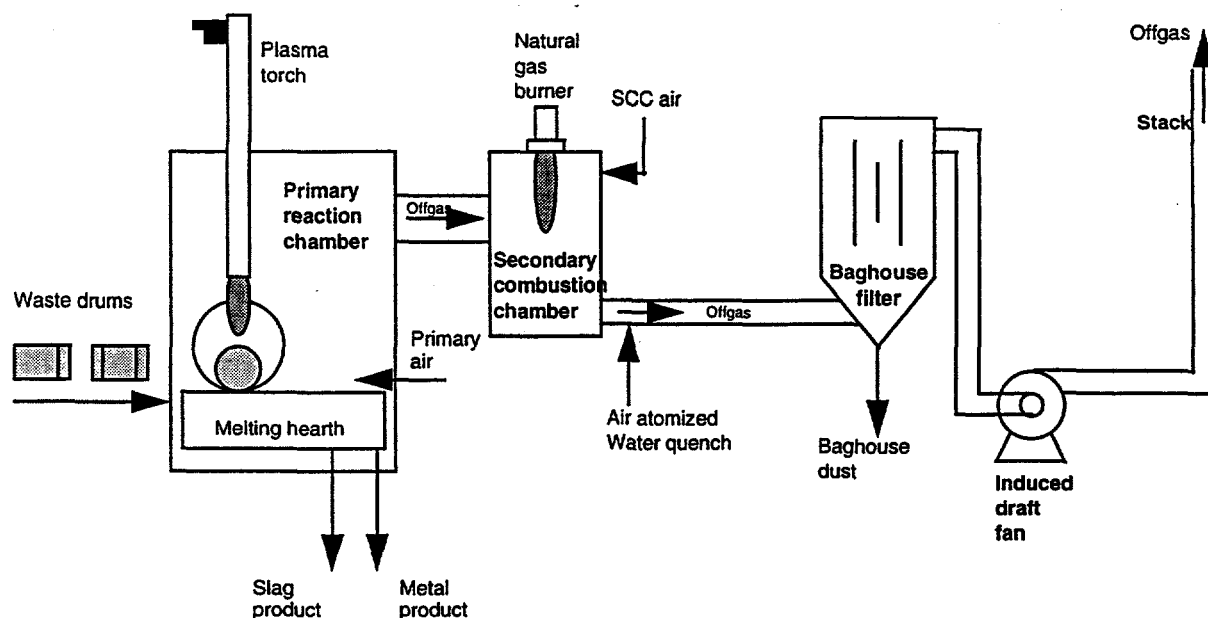 Plasma
torch
Natural
gas
burner
SCC air
Offgas
Stack
Primary
reaction
chamber
Offgas
Secondary
combustion
chamber
Baghouse
filter
Offgas
Waste drums
Primary
air
Melting hearth
Air atomized
Water quench
Baghouse
dust
Induced
draft
fan
Slag
product
Metal
product